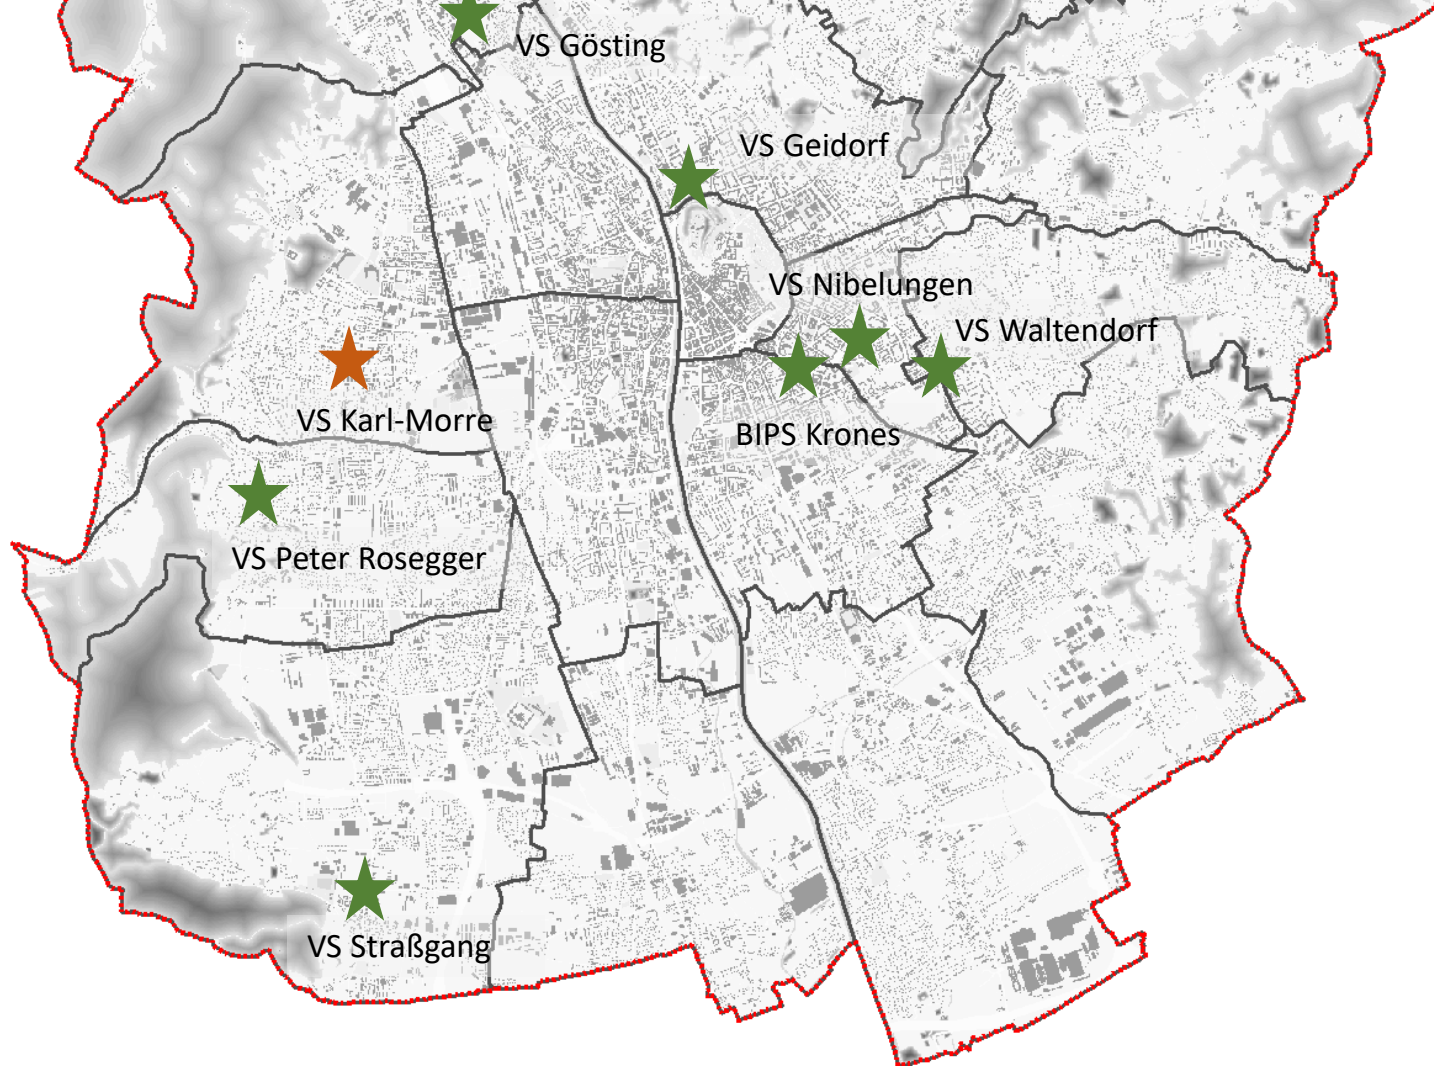 VS Gösting
VS Geidorf
VS Nibelungen
VS Waltendorf
VS Karl-Morre
BIPS Krones
VS Peter Rosegger
VS Straßgang